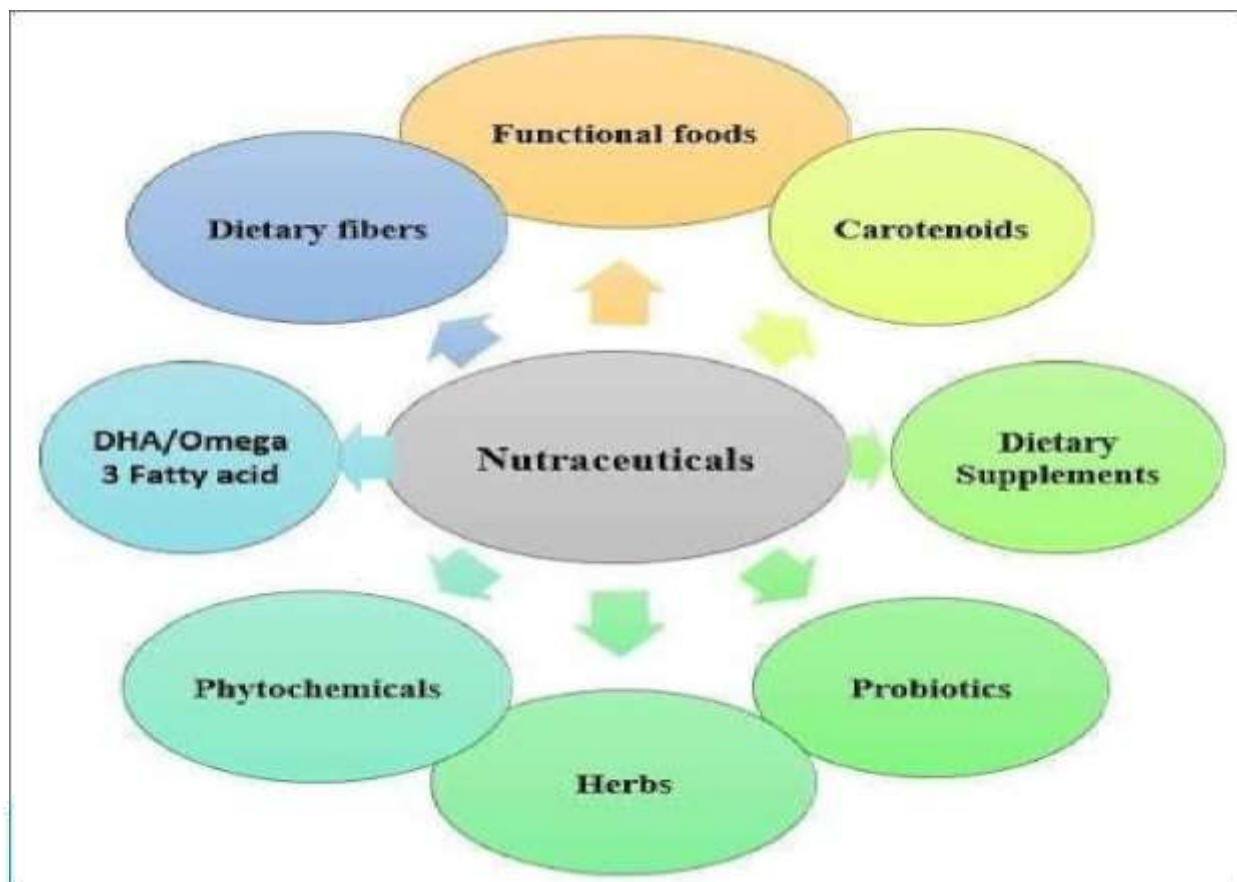 Functional foods
Dietary fibers
Carotenoids
DHA/Omega
3 Fatty acid
Nutraceuticals
Dietary
Supplements
Phytochemicals
Probiotics
Herbs